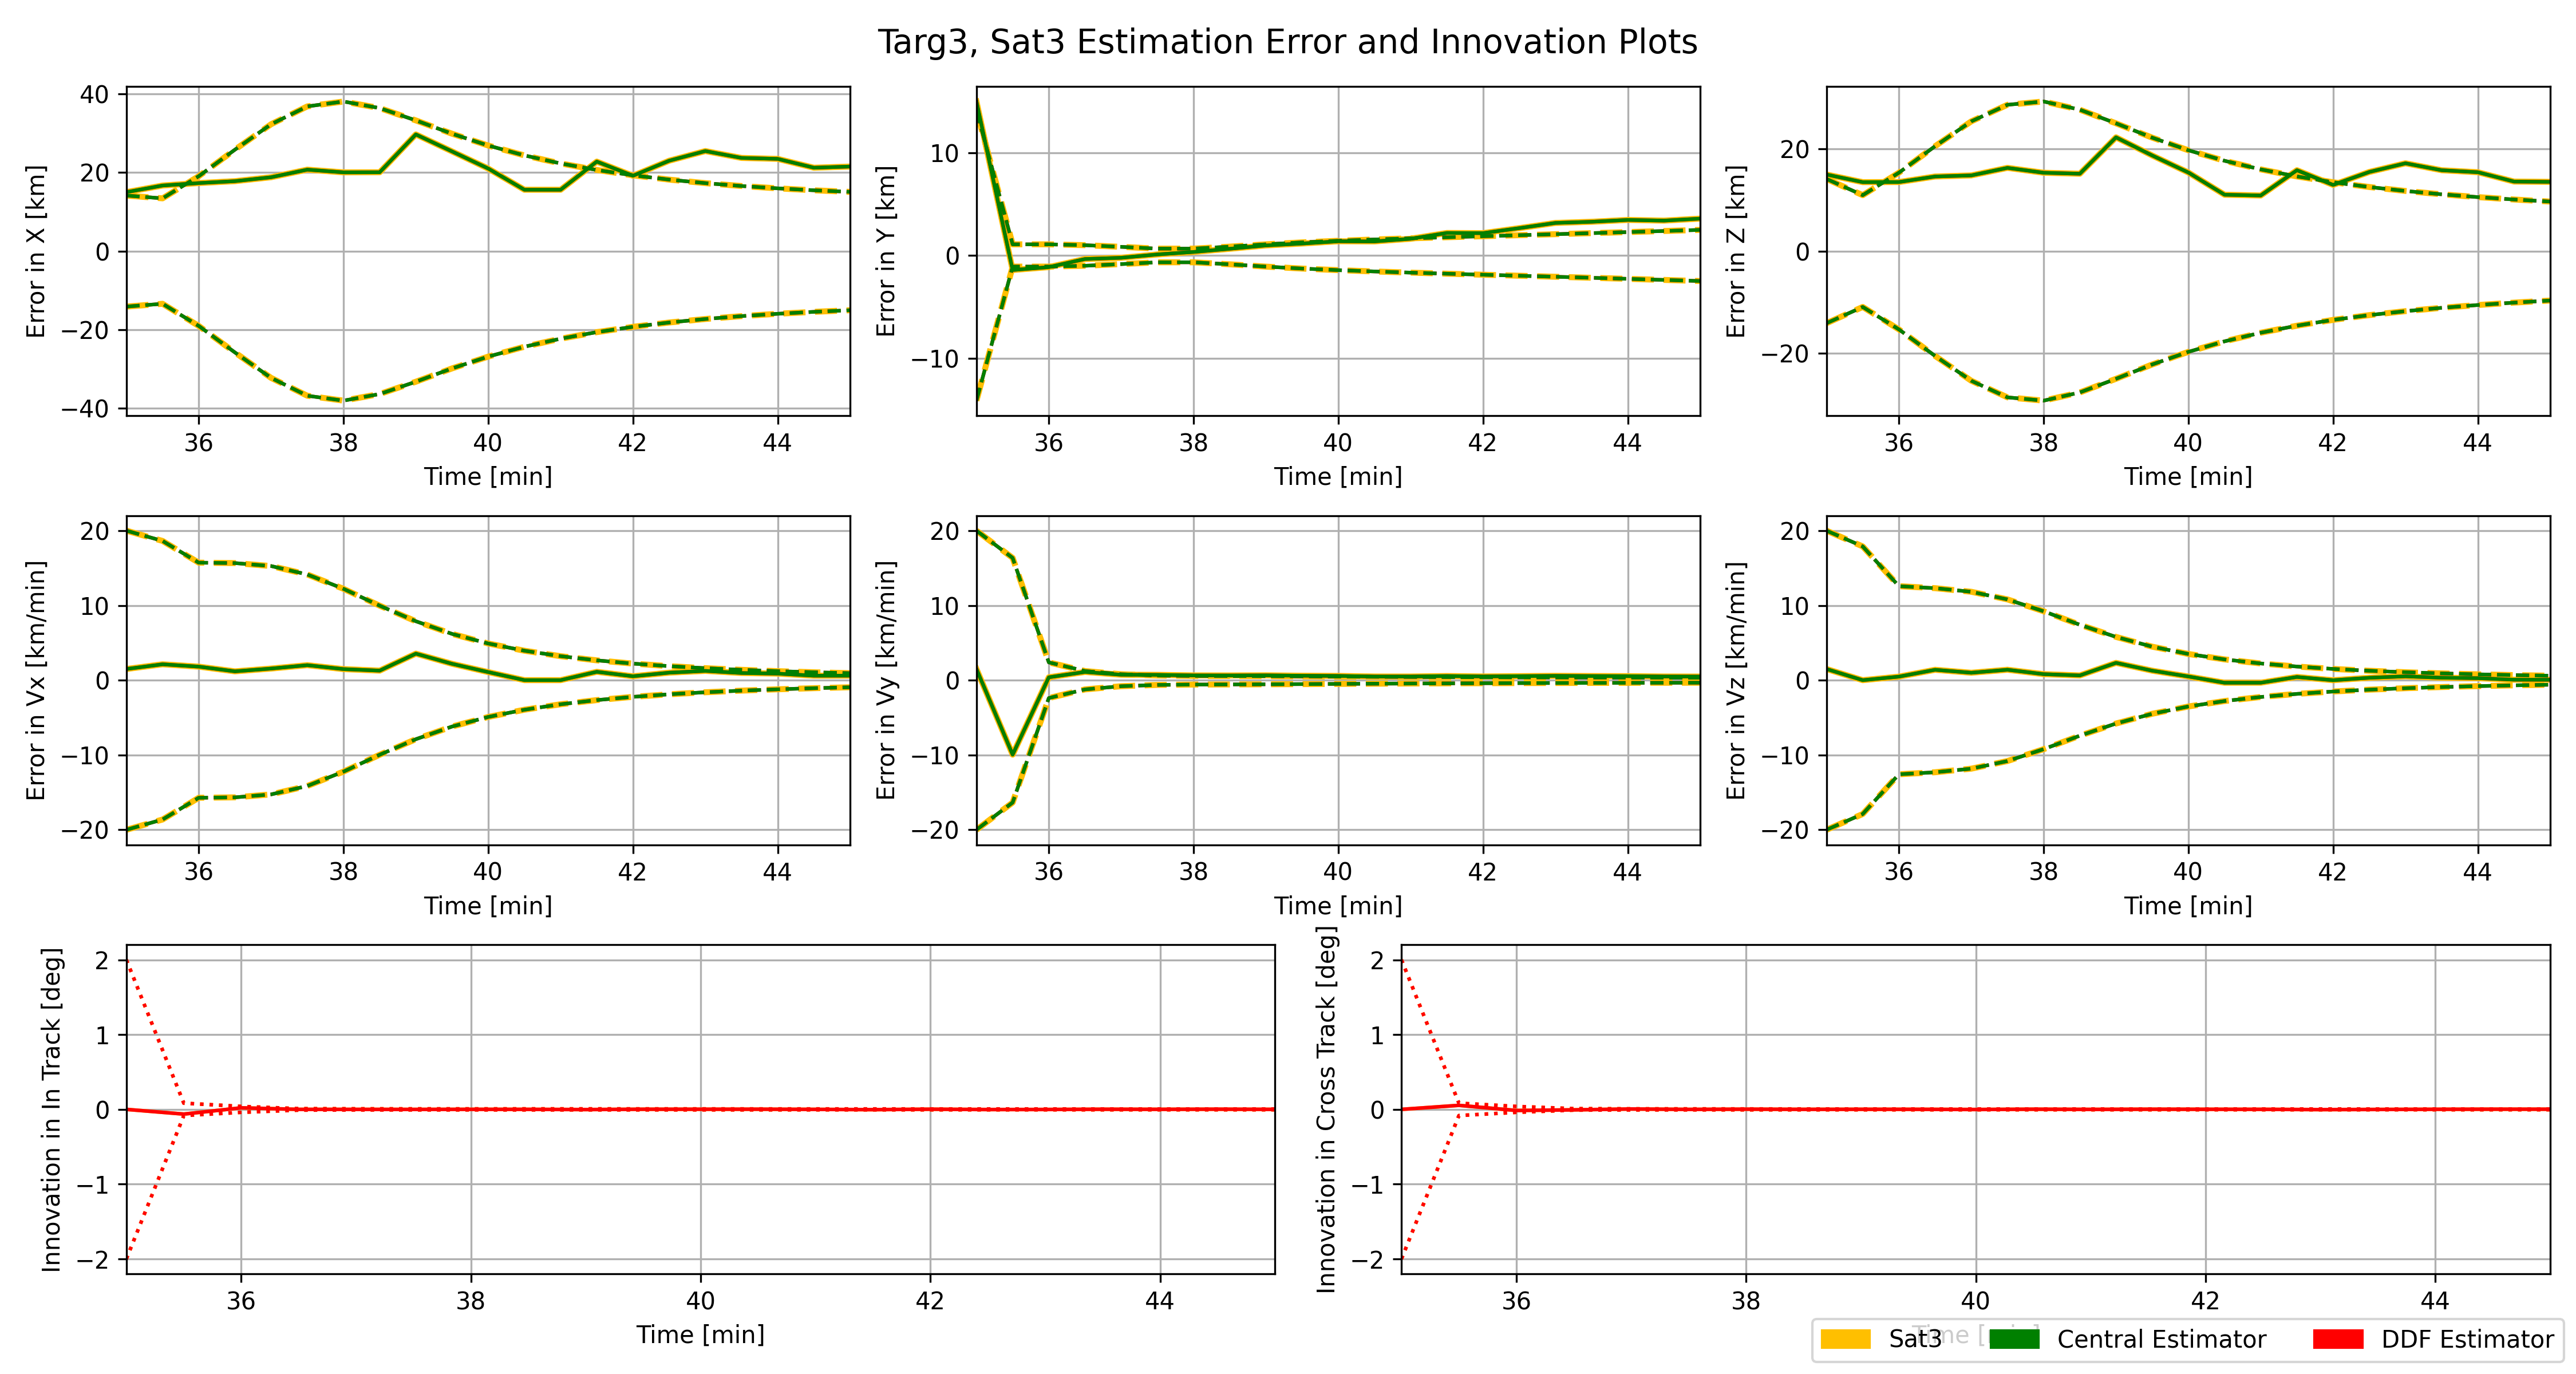 Targ3, Sat3 Estimation Error and Innovation Plots
Error in X [km]
40
20
0
−20
−40
36 38 40 42 44
Time [min]
Error in Y [km]
10
0
−10
36 38 40 42 44
Time [min]
Error in Z [km]
20
0
−20
36 38 40 42 44
Time [min]
Error in Vx [km/min]
20
10
0
−10
−20
36 38 40 42 44
Time [min]
Error in Vy [km/min]
20
10
0
−10
−20
36 38 40 42 44
Time [min]
Error in Vz [km/min]
20
10
0
−10
−20
36 38 40 42 44
Time [min]
Innovation in In Track [deg]
2
1
0
−1
−2
36 38 40 42 44
Time [min]
Innovation in Cross Track [deg]
2
1
0
−1
−2
36 38 40 42 44
Time [min]
Sat3 Central Estimator DDF Estimator